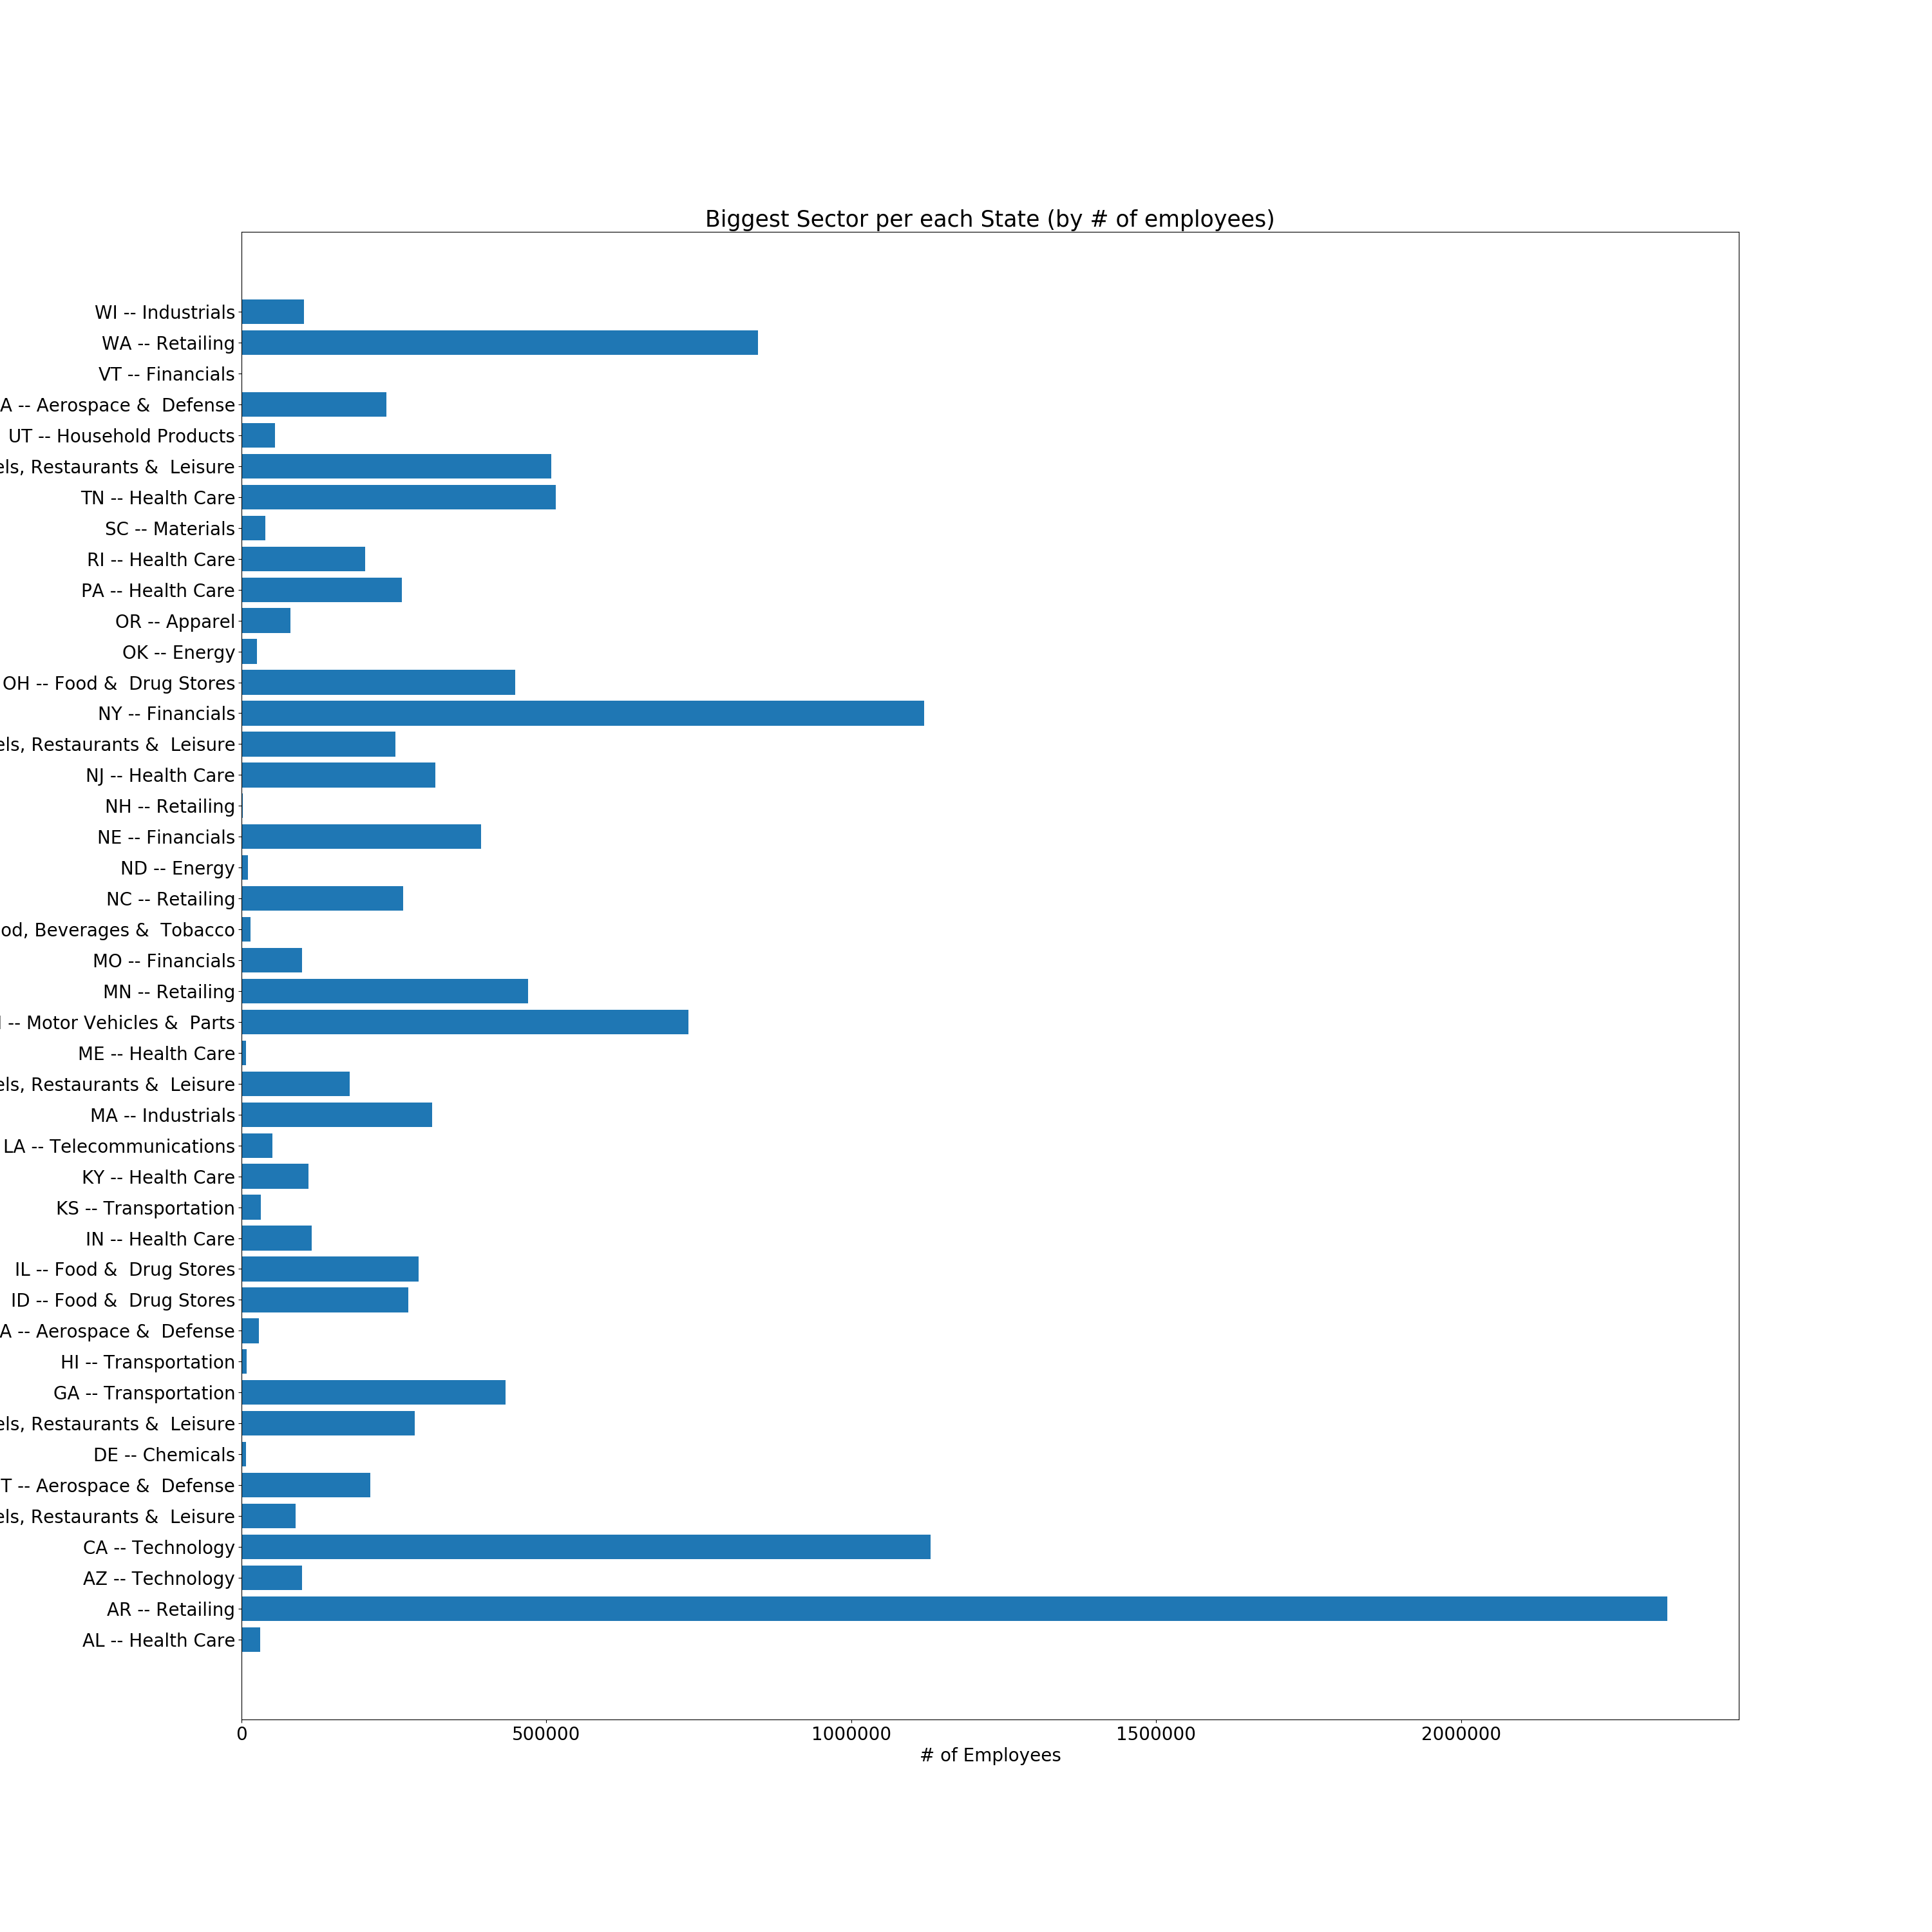 Biggest Sector per each State (by # of employees)
WI -- Industrials
WA -- Retailing
VT -- Financials
A -- Aerospace &  Defense
UT -- Household Products
els, Restaurants &  Leisure
TN -- Health Care
SC -- Materials
RI -- Health Care
PA -- Health Care
OR -- Apparel
OK -- Energy
OH -- Food &  Drug Stores
NY -- Financials
els, Restaurants &  Leisure
NJ -- Health Care
NH -- Retailing
NE -- Financials
ND -- Energy
NC -- Retailing
od, Beverages &  Tobacco
MO -- Financials
MN -- Retailing
-- Motor Vehicles &  Parts
ME -- Health Care
els, Restaurants &  Leisure
MA -- Industrials
LA -- Telecommunications
KY -- Health Care
KS -- Transportation
IN -- Health Care
IL -- Food &  Drug Stores
ID -- Food &  Drug Stores
A -- Aerospace &  Defense
HI -- Transportation
GA -- Transportation
els, Restaurants &  Leisure
DE -- Chemicals
T -- Aerospace &  Defense
els, Restaurants &  Leisure
CA -- Technology
AZ -- Technology
AR -- Retailing
AL -- Health Care
0 500000 1000000 1500000 2000000
# of Employees